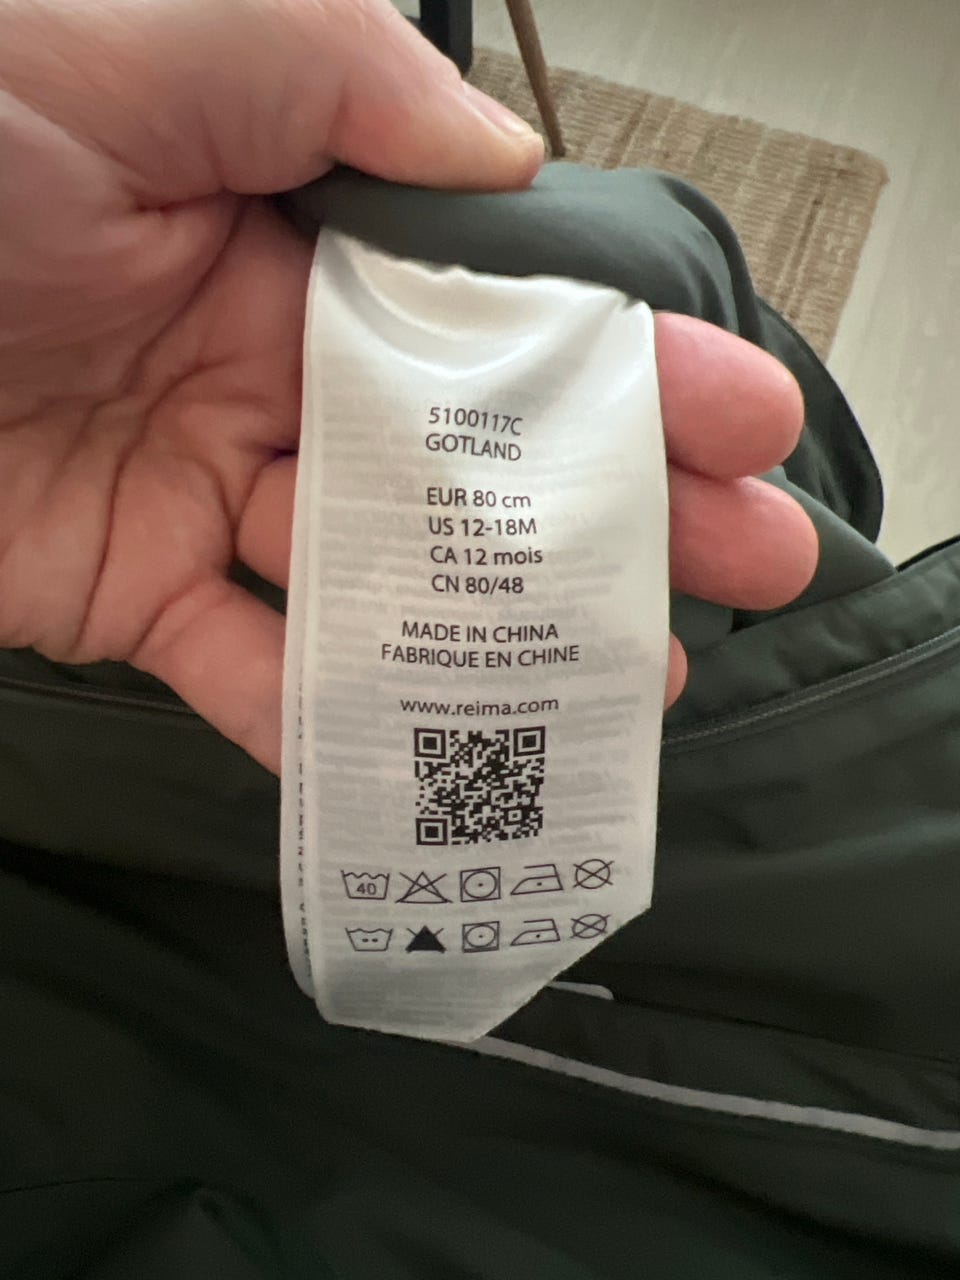 5100117C
GOTLAND
EUR 80 cm
US 12-18M
CA 12 mois
CN 80/48
MADE IN CHINA
FABRIQUE EN CHINE
www.reima.com
40